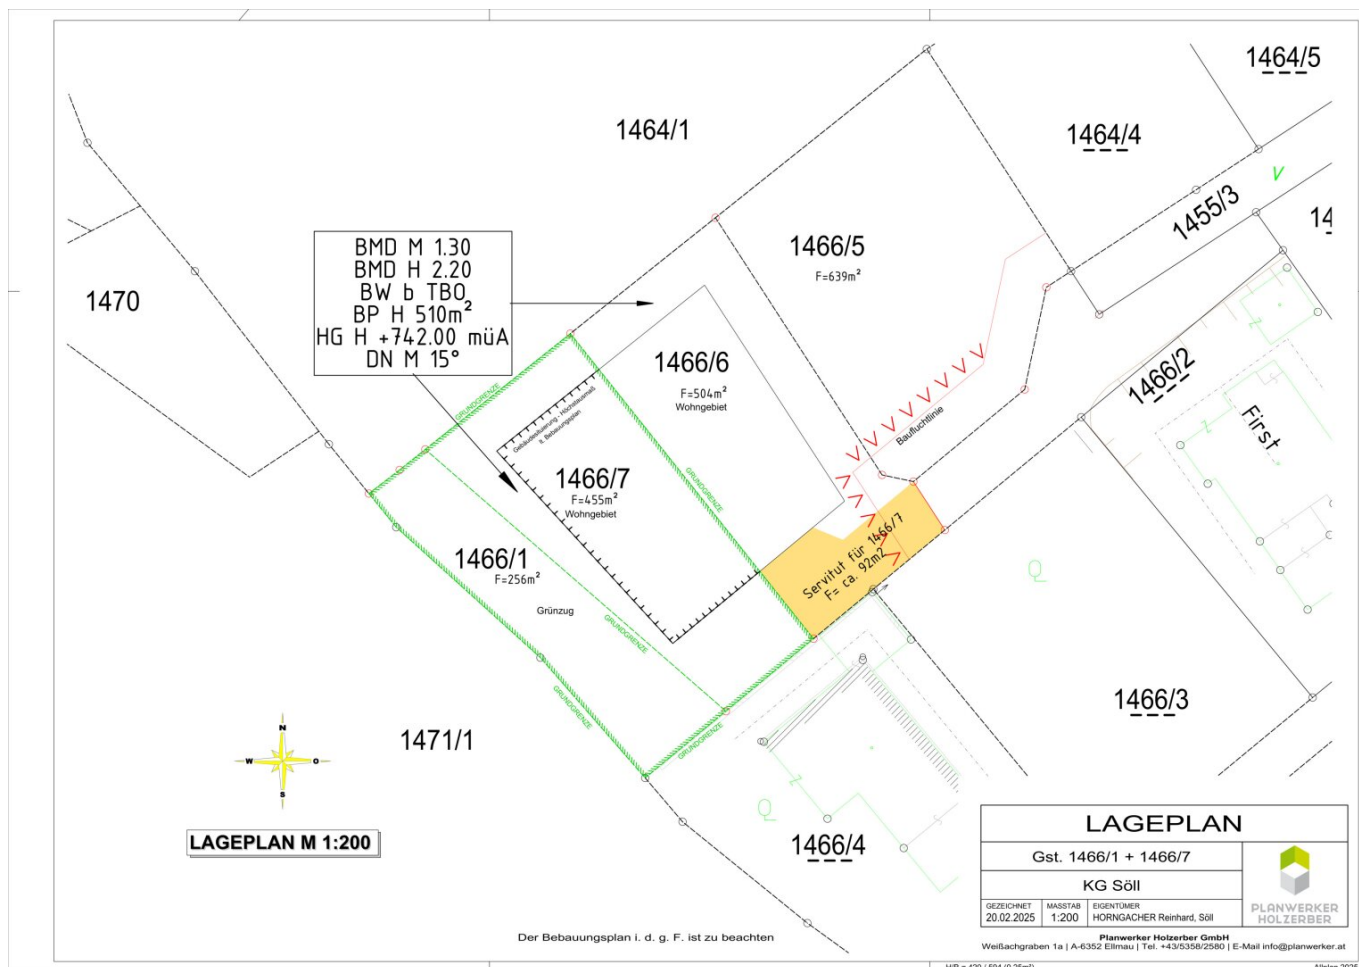 1464/5
1464/1
1464/4
1455/3
V
14
BMD M 1.30
BMD H 2.20
BW b TBO
BP H 510m²
HG H +742.00 müA
DN M 15°
1466/5
F=639m²
1470
1466/6
F=504m²
Wohngebiet
GRUNDGRENZE
Gebäudesituierung - Höchstausmaß
lt. Bebauungsplan
1466/7
F=455m²
Wohngebiet
GRUNDGRENZE
Baufluchtlinie
1466/2
First
1466/1
F=256m²
Grünzug
GRUNDGRENZE
GRUNDGRENZE
GRUNDGRENZE
Servitut für 1466/7
F= ca. 92m2
1466/3
1471/1
1466/4
N
W
O
S
LAGEPLAN M 1:200
Der Bebauungsplan i. d. g. F. ist zu beachten
LAGEPLAN
Gst. 1466/1 + 1466/7
KG Söll
GEZEICHNET
20.02.2025
MASSTAB
1:200
EIGENTÜMER
HORNGACHER Reinhard, Söll
PLANWERKER
HOLZERBER
Planwerker Holzerber GmbH
Weißachgraben 1a | A-6352 Ellmau | Tel. +43/5358/2580 | E-Mail info@planwerker.at